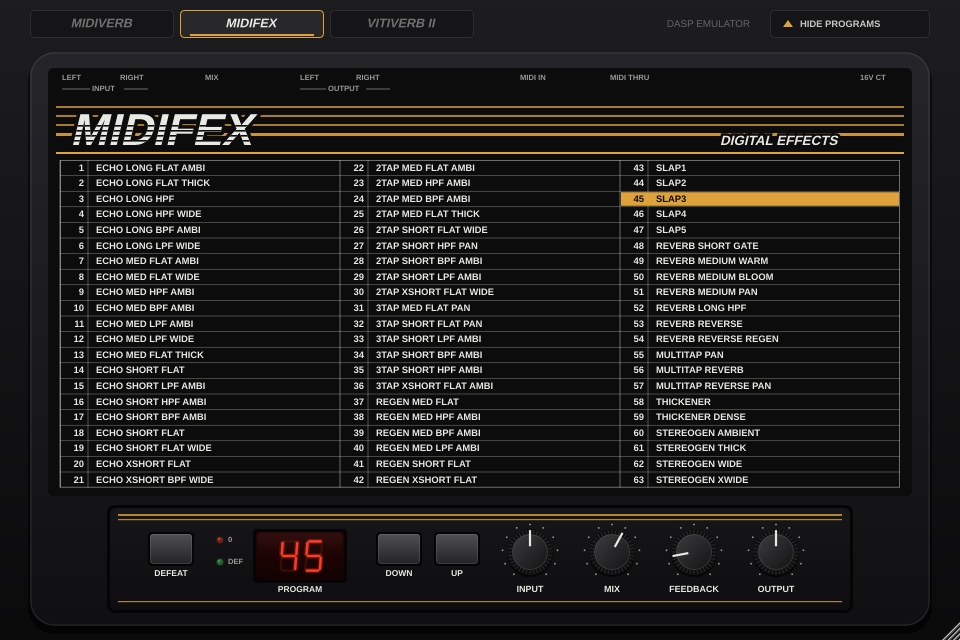 MIDIVERB MIDIFEX VITIVERB II DASP EMULATOR HIDE PROGRAMS
LEFT RIGHT MIX LEFT RIGHT MIDI IN MIDI THRU 16V CT
INPUT OUTPUT
MIDIFEX
DIGITAL EFFECTS
1 ECHO LONG FLAT AMBI 22 2TAP MED FLAT AMBI 43 SLAP1
2 ECHO LONG FLAT THICK 23 2TAP MED HPF AMBI 44 SLAP2
3 ECHO LONG HPF 24 2TAP MED BPF AMBI 45 SLAP3
4 ECHO LONG HPF WIDE 25 2TAP MED FLAT THICK 46 SLAP4
5 ECHO LONG BPF AMBI 26 2TAP SHORT FLAT WIDE 47 SLAP5
6 ECHO LONG LPF WIDE 27 2TAP SHORT HPF PAN 48 REVERB SHORT GATE
7 ECHO MED FLAT AMBI 28 2TAP SHORT BPF AMBI 49 REVERB MEDIUM WARM
8 ECHO MED FLAT WIDE 29 2TAP SHORT LPF AMBI 50 REVERB MEDIUM BLOOM
9 ECHO MED HPF AMBI 30 2TAP XSHORT FLAT WIDE 51 REVERB MEDIUM PAN
10 ECHO MED BPF AMBI 31 3TAP MED FLAT PAN 52 REVERB LONG HPF
11 ECHO MED LPF AMBI 32 3TAP SHORT FLAT PAN 53 REVERB REVERSE
12 ECHO MED LPF WIDE 33 3TAP SHORT LPF AMBI 54 REVERB REVERSE REGEN
13 ECHO MED FLAT THICK 34 3TAP SHORT BPF AMBI 55 MULTITAP PAN
14 ECHO SHORT FLAT 35 3TAP SHORT HPF AMBI 56 MULTITAP REVERB
15 ECHO SHORT LPF AMBI 36 3TAP XSHORT FLAT AMBI 57 MULTITAP REVERSE PAN
16 ECHO SHORT HPF AMBI 37 REGEN MED FLAT 58 THICKENER
17 ECHO SHORT BPF AMBI 38 REGEN MED HPF AMBI 59 THICKENER DENSE
18 ECHO SHORT FLAT 39 REGEN MED BPF AMBI 60 STEREOGEN AMBIENT
19 ECHO SHORT FLAT WIDE 40 REGEN MED LPF AMBI 61 STEREOGEN THICK
20 ECHO XSHORT FLAT 41 REGEN SHORT FLAT 62 STEREOGEN WIDE
21 ECHO XSHORT BPF WIDE 42 REGEN XSHORT FLAT 63 STEREOGEN XWIDE
0
45
DEF
DEFEAT DOWN UP
PROGRAM INPUT MIX FEEDBACK OUTPUT